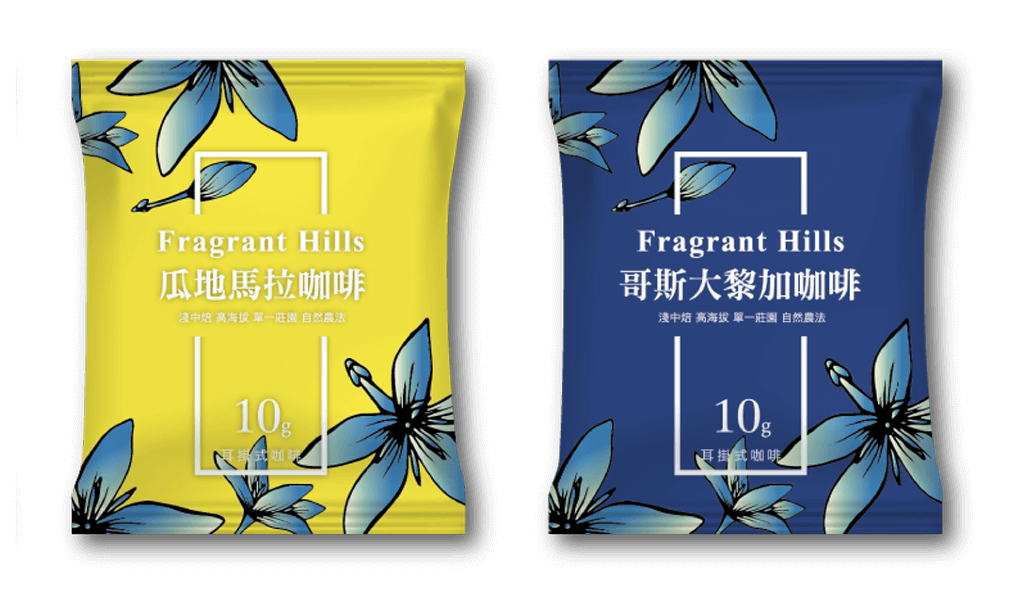 Fragrant Hills
瓜地馬拉咖啡
淺中焙 高海拔 單一莊園 自然農法
10g
耳掛式咖啡
Fragrant Hills
哥斯大黎加咖啡
淺中焙 高海拔 單一莊園 自然農法
10g
耳掛式咖啡